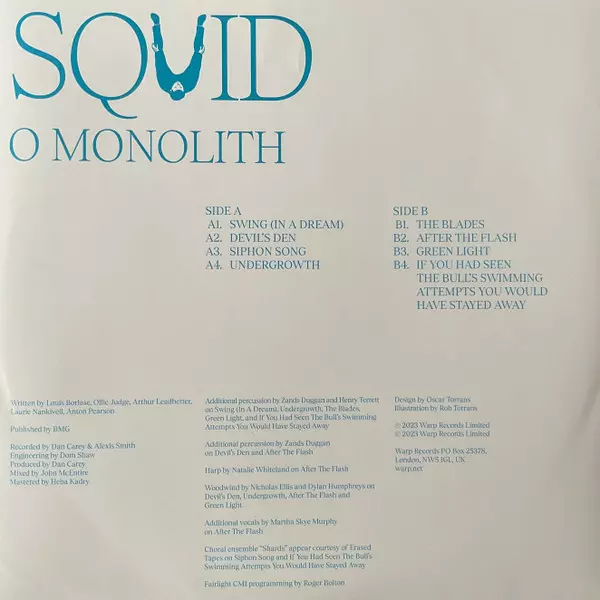 SQUID
O MONOLITH
SIDE A
A1. SWING (IN A DREAM)
A2. DEVIL'S DEN
A3. SIPHON SONG
A4. UNDERGROWTH
SIDE B
B1. THE BLADES
B2. AFTER THE FLASH
B3. GREEN LIGHT
B4. IF YOU HAD SEEN
THE BULL'S SWIMMING
ATTEMPTS YOU WOULD
HAVE STAYED AWAY
Written by Louis Borlase, Ollie Judge, Arthur Leadbetter,
Laurie Nankivell, Anton Pearson
Published by BMG
Recorded by Dan Carey & Alexis Smith
Engineering by Dom Shaw
Produced by Dan Carey
Mixed by John McEntire
Mastered by Heba Kadry
Additional percussion by Zands Duggan and Henry Terrett
on Swing (In A Dream), Undergrowth, The Blades,
Green Light, and If You Had Seen The Bull's Swimming
Attempts You Would Have Stayed Away
Additional percussion by Zands Duggan
on Devil's Den and After The Flash
Harp by Natalie Whiteland on After The Flash
Woodwind by Nicholas Ellis and Dylan Humphreys on
Devil's Den, Undergrowth, After The Flash and
Green Light
Additional vocals by Martha Skye Murphy
on After The Flash
Choral ensemble "Shards" appear courtesy of Erased
Tapes on Siphon Song and If You Had Seen The Bull's
Swimming Attempts You Would Have Stayed Away
Fairlight CMI programming by Roger Bolton
Design by Oscar Torrans
Illustration by Rob Torrans
℗ 2023 Warp Records Limited
© 2023 Warp Records Limited
Warp Records PO Box 25378,
London, NW5 1GL, UK
warp.net